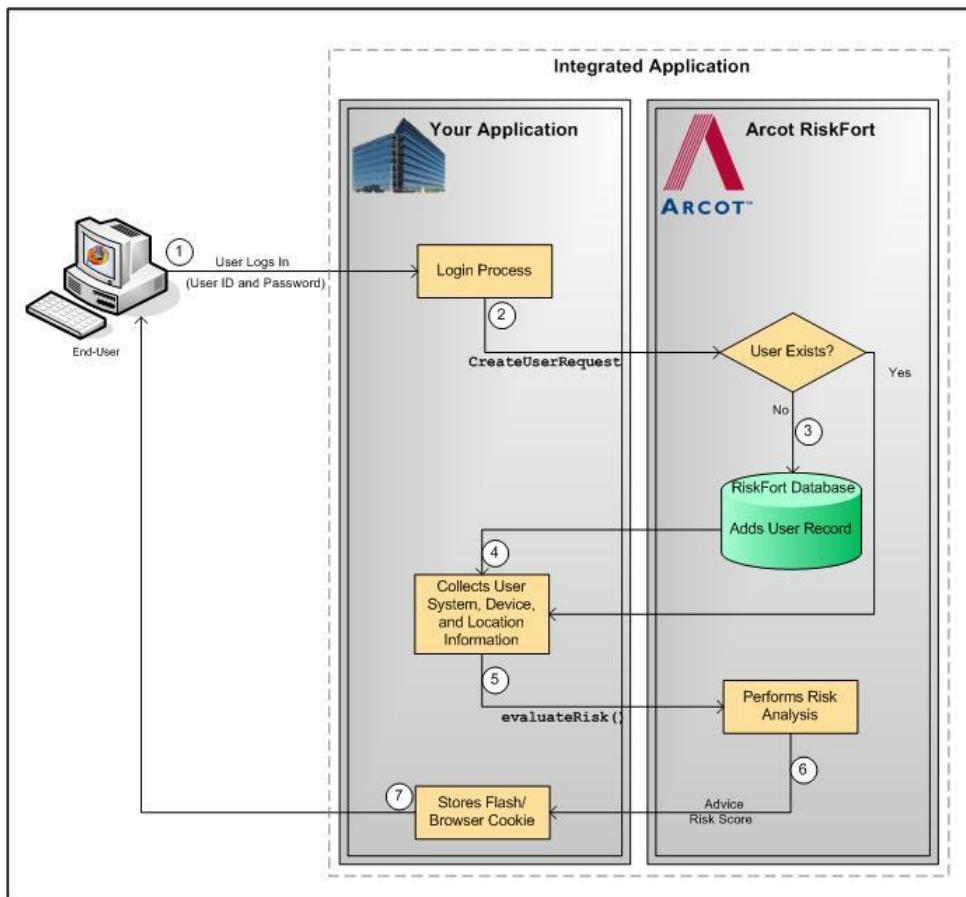 Integrated Application
Your Application
Arcot RiskFort
ARCOT™
1
User Logs In
(User ID and Password)
End-User
Login Process
2
CreateUserRequest
User Exists?
Yes
No
3
RiskFort Database
Adds User Record
4
Collects User
System, Device,
and Location
Information
5
evaluateRisk()
Performs Risk
Analysis
6
Advice
Risk Score
7
Stores Flash/
Browser Cookie